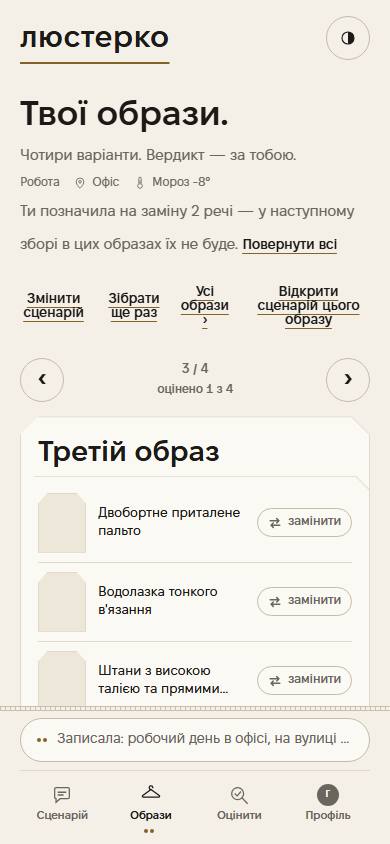 люстерко
Твої образи.
Чотири варіанти. Вердикт — за тобою.
Робота Офіс Мороз -8°
Ти позначила на заміну 2 речі — у наступному
зборі в цих образах їх не буде. Повернути всі
Змінити
сценарій
Зібрати
ще раз
Усі
образи
›
Відкрити
сценарій цього
образу
‹
3 / 4
оцінено 1 з 4
›
Третій образ
Двобортне приталене
пальто
замінити
Водолазка тонкого
в'язання
замінити
Штани з високою
талією та прямими…
замінити
Записала: робочий день в офісі, на вулиці …
Сценарій
Образи
Оцінити
Г
Профіль